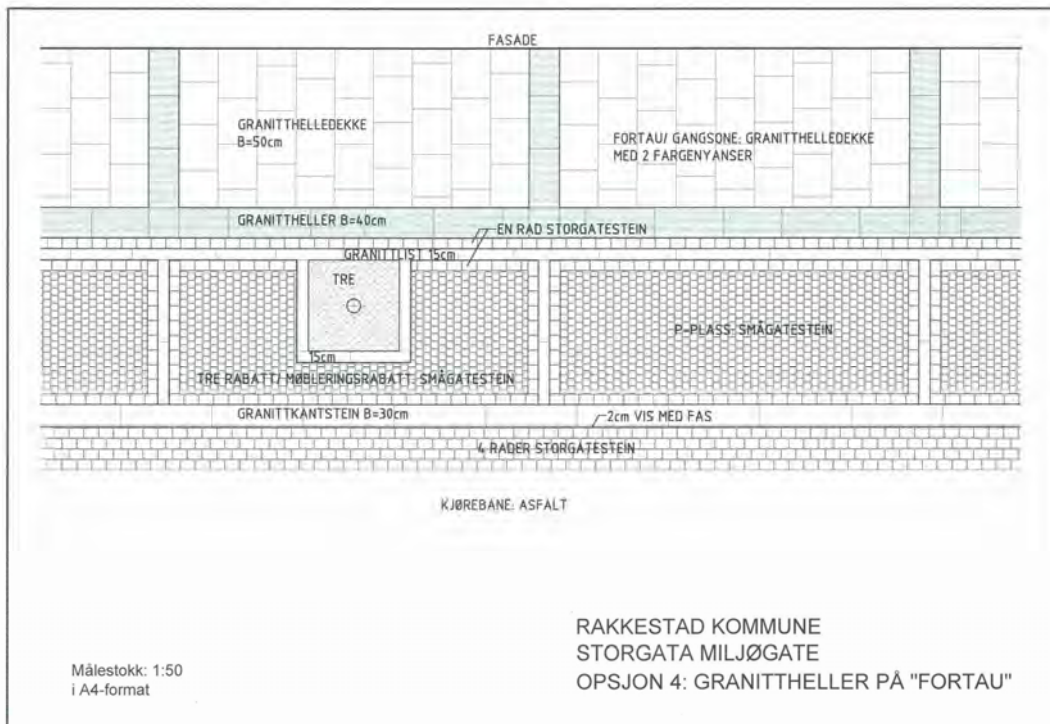 FASADE
GRANITTHELLEDEKKE
B=50cm
FORTAU/ GANGSONE: GRANITTHELLEDEKKE
MED 2 FARGENYANSER
GRANITTHELLER B=40cm
EN RAD STORGATESTEIN
GRANITTLIST 15cm
TRE
P-PLASS: SMÅGATESTEIN
15cm
TRE RABATT/ MØBLERINGSRABATT: SMÅGATESTEIN
GRANITTKANTSTEIN B=30cm
2cm VIS MED FAS
4 RADER STORGATESTEIN
KJØREBANE: ASFALT
RAKKESTAD KOMMUNE
STORGATA MILJØGATE
OPSJON 4: GRANITTHELLER PÅ "FORTAU"
Målestokk: 1:50
i A4-format